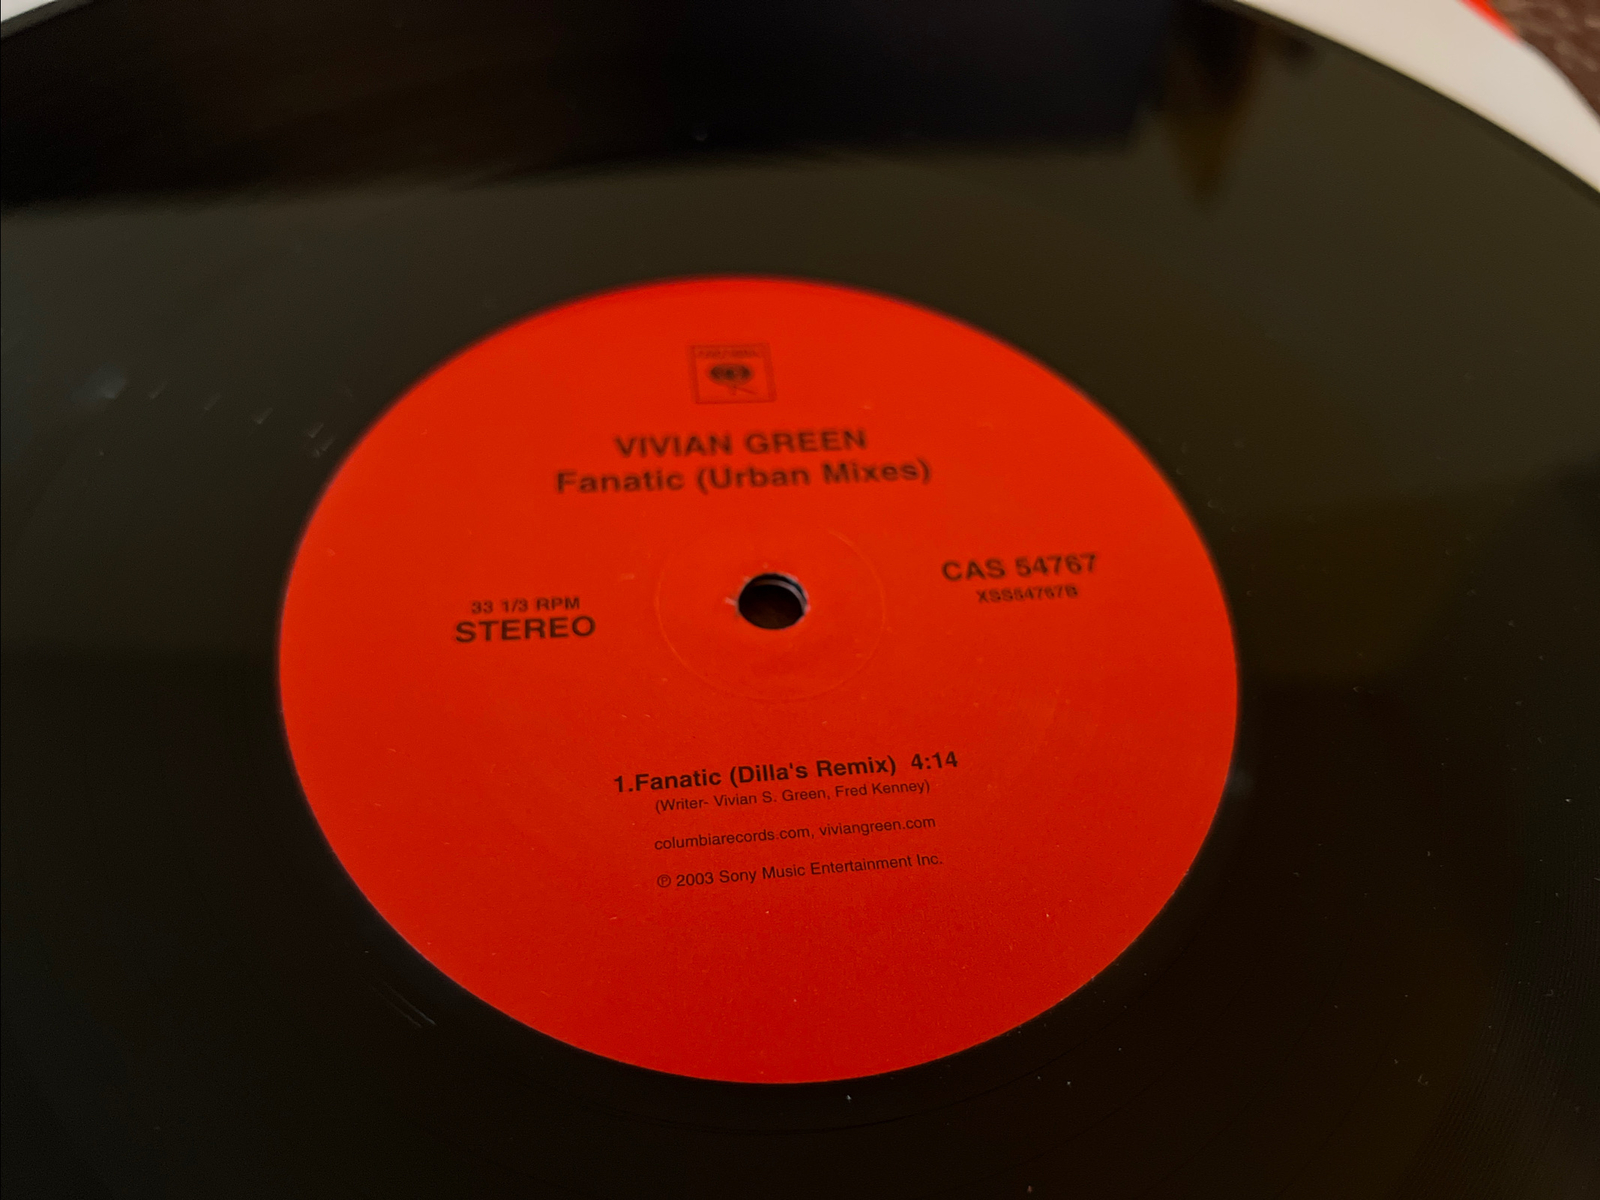 VIVIAN GREEN
Fanatic (Urban Mixes)
33 1/3 RPM
STEREO
CAS 54767
XSS54767B
1.Fanatic (Dilla's Remix) 4:14
(Writer- Vivian S. Green, Fred Kenney)
columbiarecords.com, viviangreen.com
℗ 2003 Sony Music Entertainment Inc.